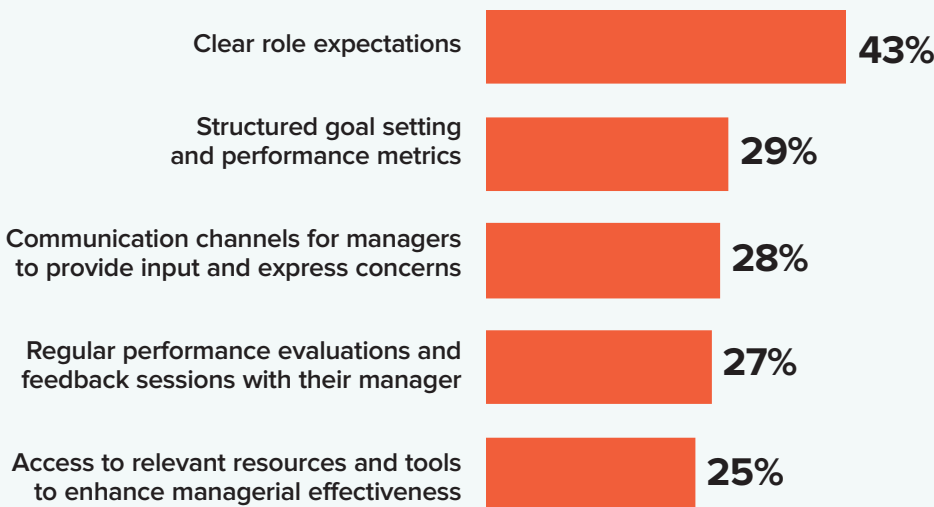 Clear role expectations
43%
Structured goal setting
and performance metrics
29%
Communication channels for managers
to provide input and express concerns
28%
Regular performance evaluations and
feedback sessions with their manager
27%
Access to relevant resources and tools
to enhance managerial effectiveness
25%